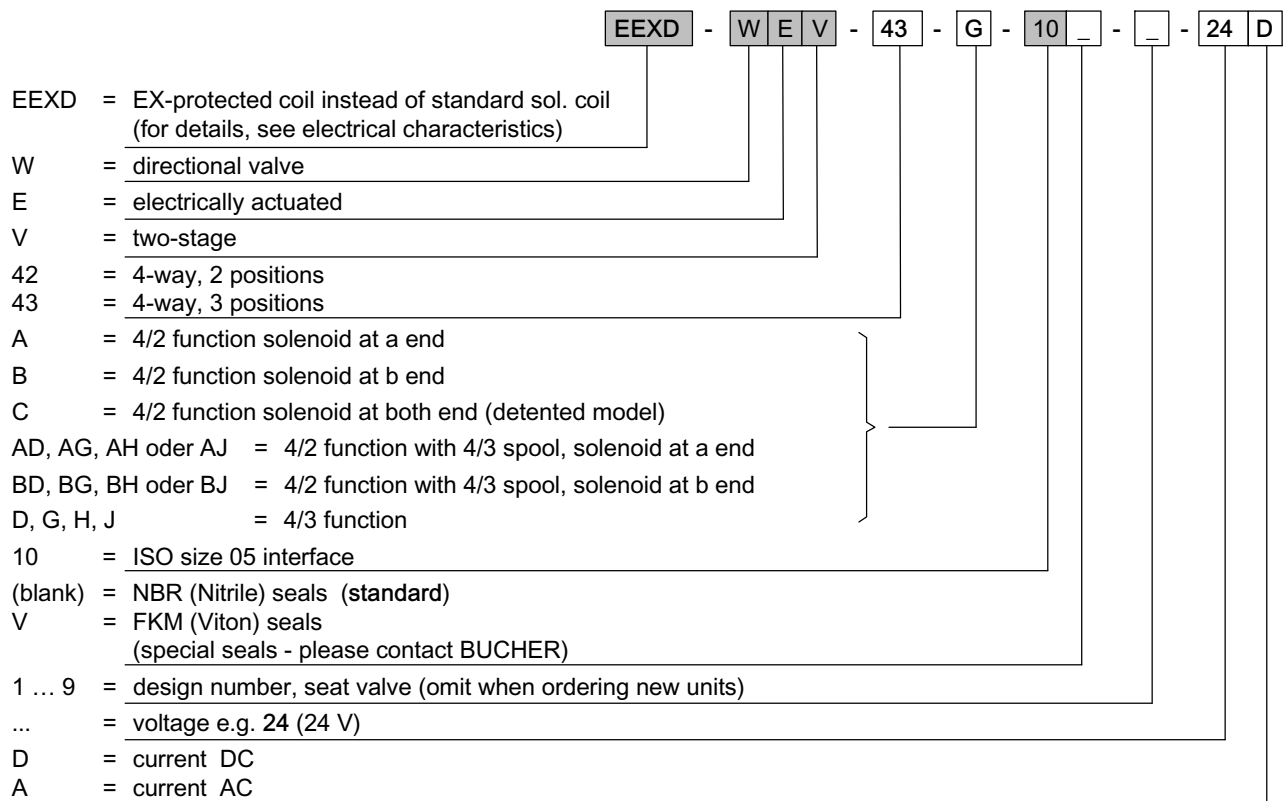 EEXD - W E V - 43 - G - 10 _ - _ - 24 D
EEXD = EX-protected coil instead of standard sol. coil
(for details, see electrical characteristics)
W = directional valve
E = electrically actuated
V = two-stage
42 = 4-way, 2 positions
43 = 4-way, 3 positions
A = 4/2 function solenoid at a end
B = 4/2 function solenoid at b end
C = 4/2 function solenoid at both end (detented model)
AD, AG, AH oder AJ = 4/2 function with 4/3 spool, solenoid at a end
BD, BG, BH oder BJ = 4/2 function with 4/3 spool, solenoid at b end
D, G, H, J = 4/3 function
10 = ISO size 05 interface
(blank) = NBR (Nitrile) seals (standard)
V = FKM (Viton) seals
(special seals - please contact BUCHER)
1 … 9 = design number, seat valve (omit when ordering new units)
... = voltage e.g. 24 (24 V)
D = current DC
A = current AC